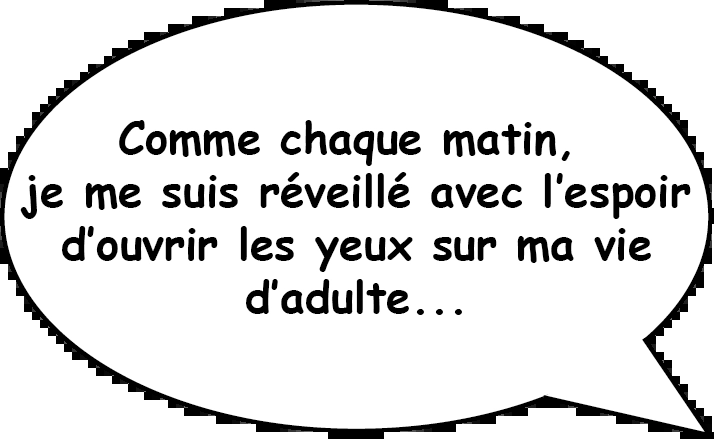 Comme chaque matin,
je me suis réveillé avec l'espoir
d'ouvrir les yeux sur ma vie
d'adulte...